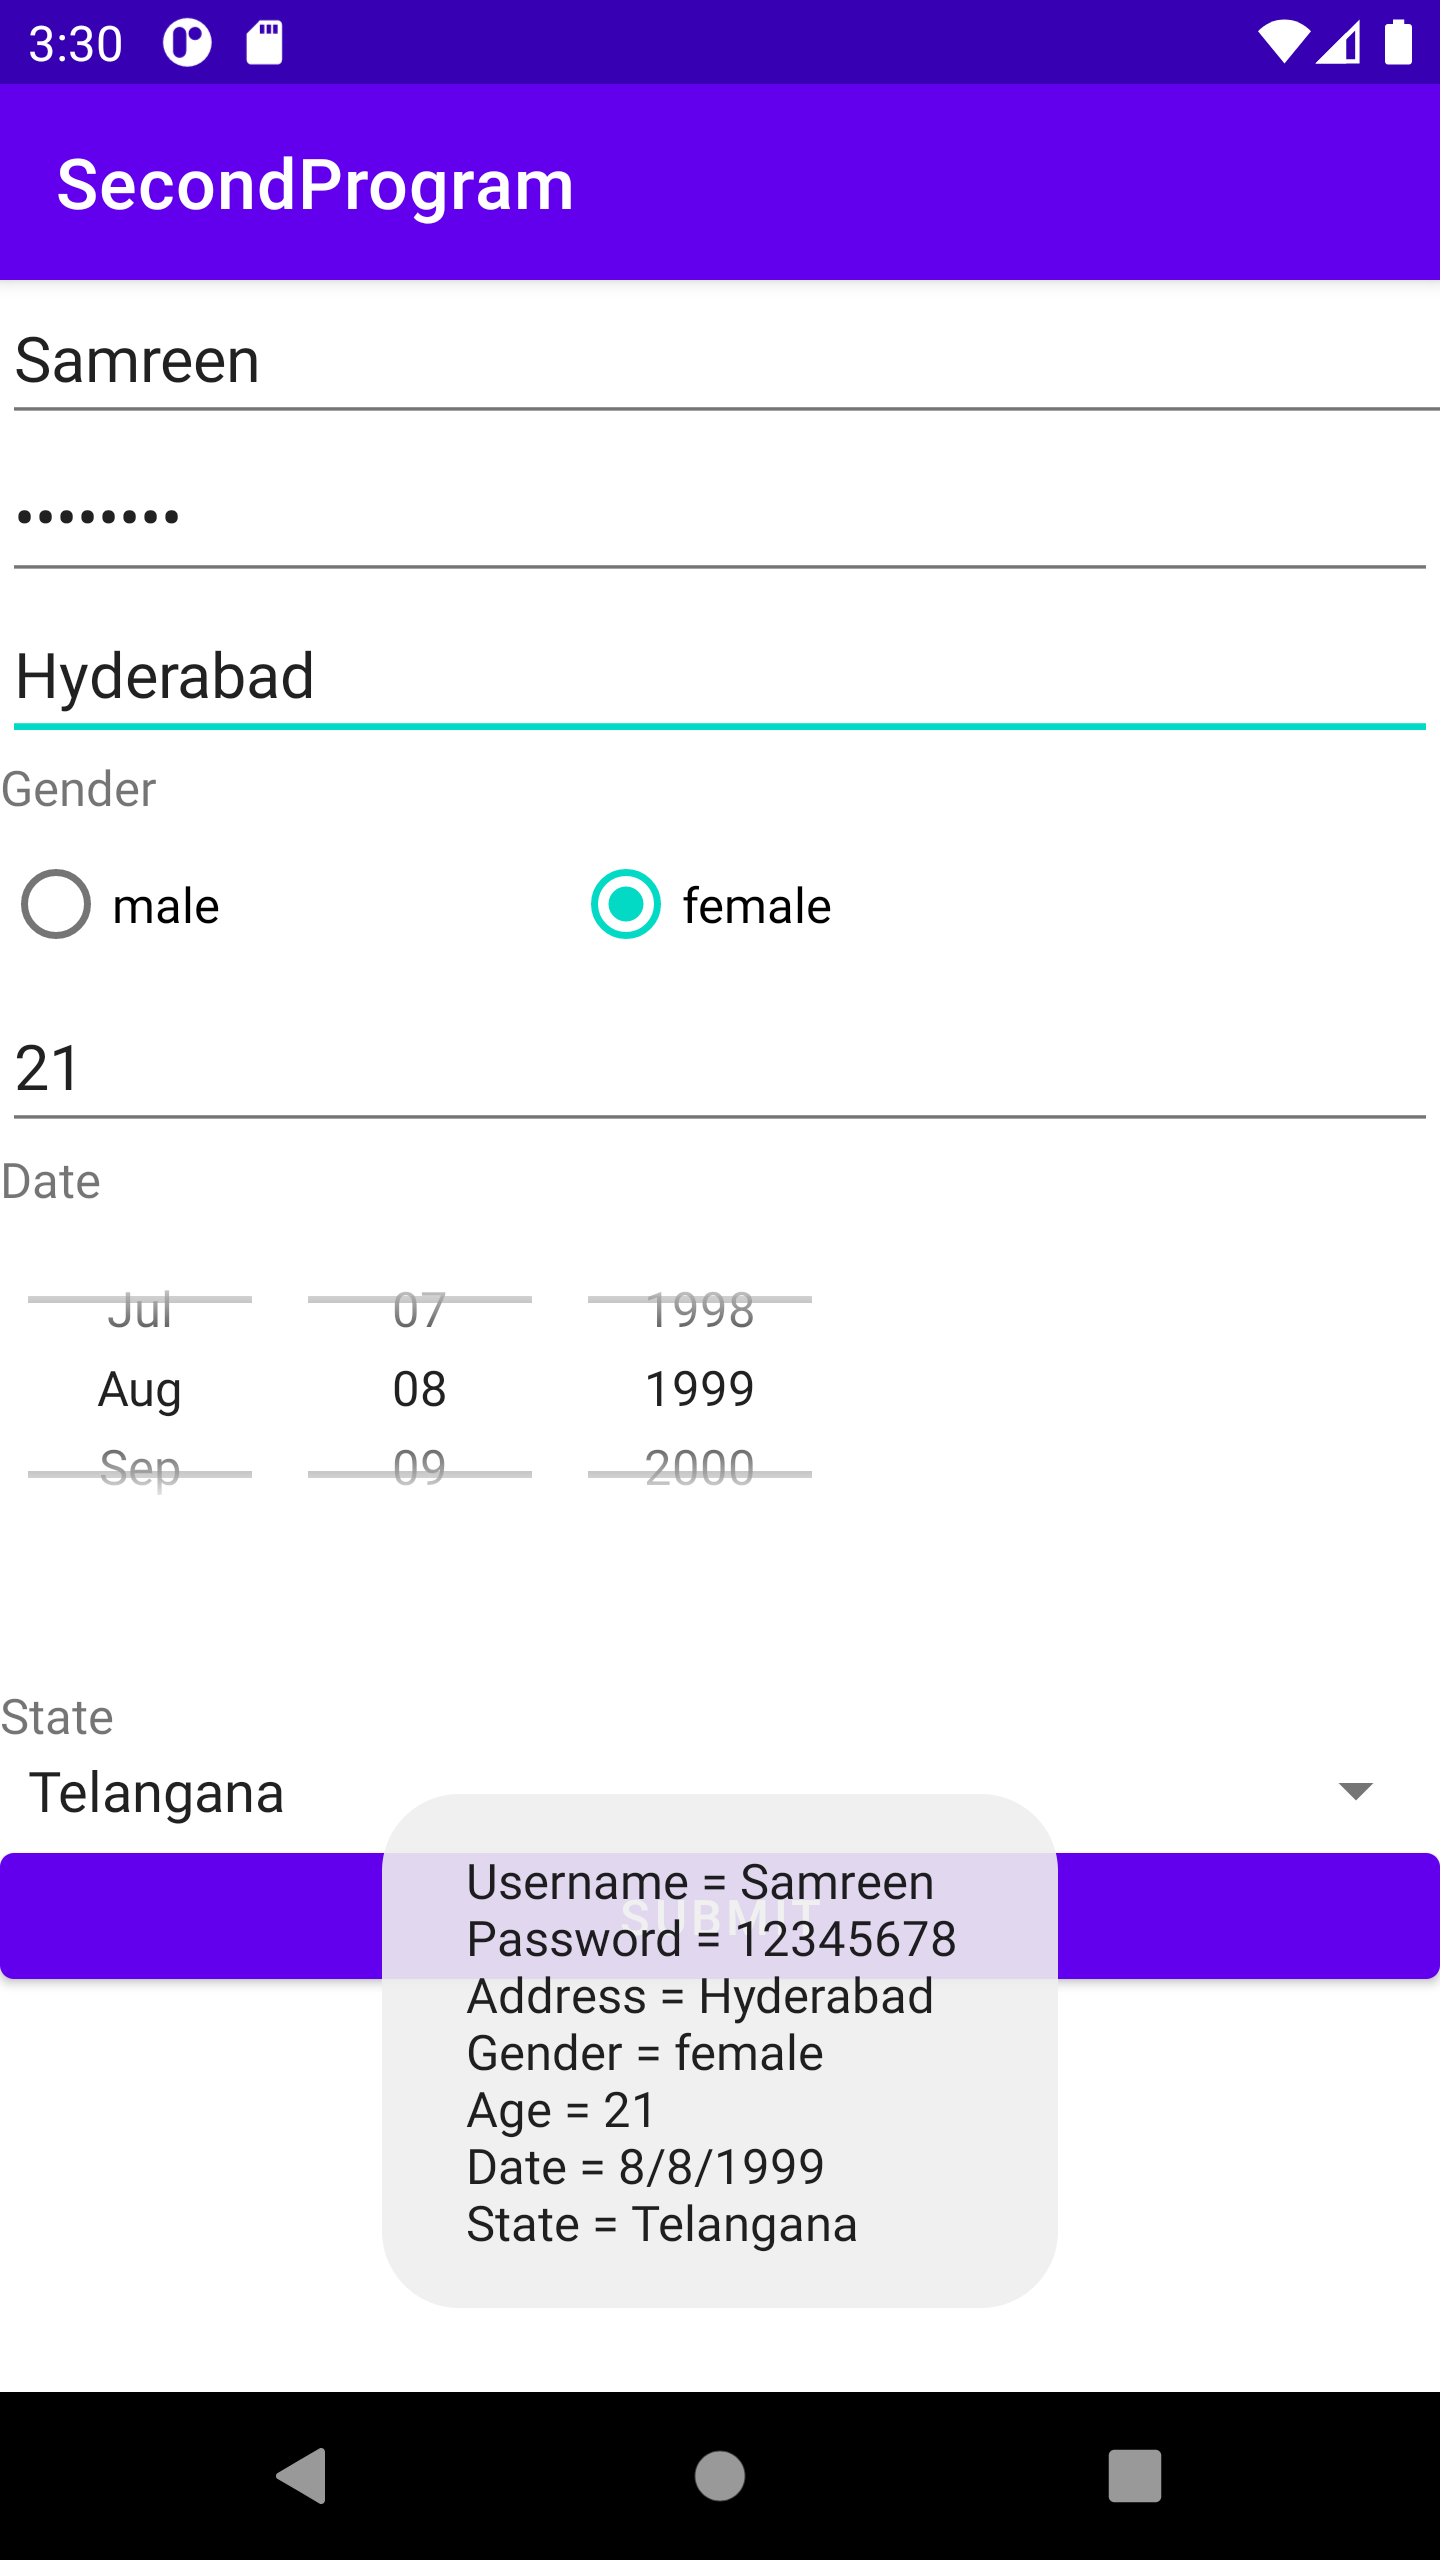 3:30
SecondProgram
Samreen
••••••••
Hyderabad
Gender
male female
21
Date
Jul 07 1998
Aug 08 1999
Sep 09 2000
State
Telangana
SUBMIT
Username = Samreen
Password = 12345678
Address = Hyderabad
Gender = female
Age = 21
Date = 8/8/1999
State = Telangana